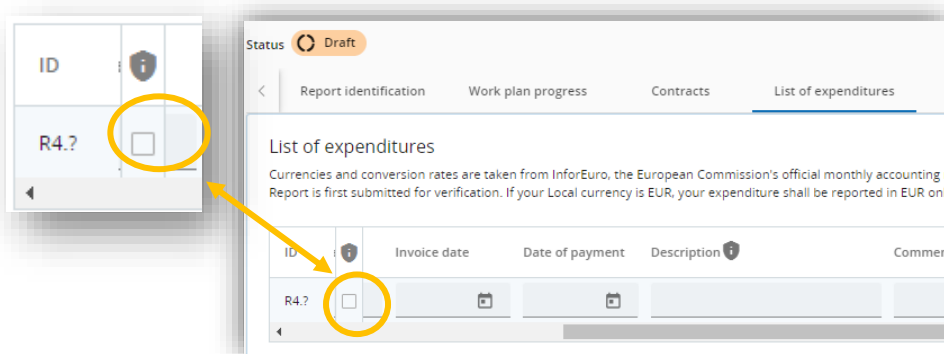 ID
R4.?
Status Draft
Report identification Work plan progress Contracts List of expenditures
List of expenditures
Currencies and conversion rates are taken from InforEuro, the European Commission's official monthly accounting
Report is first submitted for verification. If your Local currency is EUR, your expenditure shall be reported in EUR on
ID Invoice date Date of payment Description Commen
R4.?